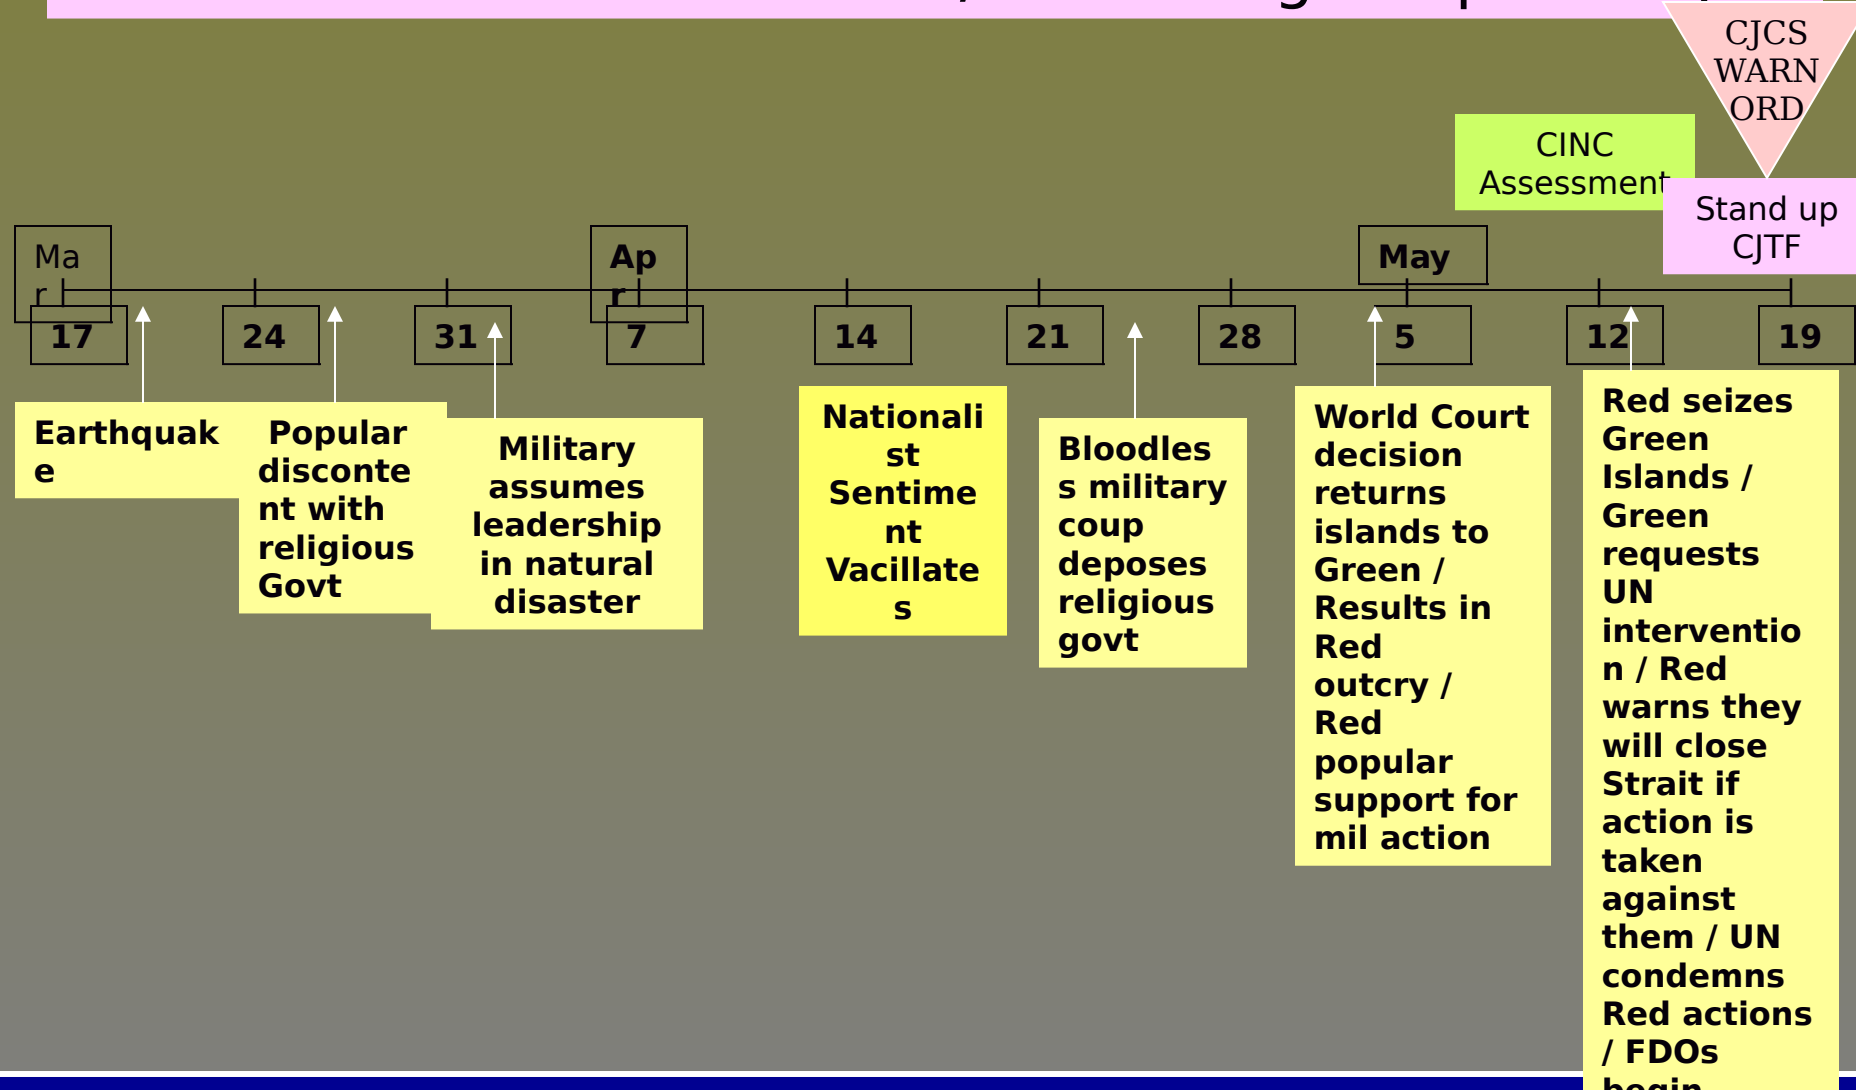 CJCS
WARN
ORD
CINC
Assessment
Stand up
CJTF
Ma
r
Ap
r
May
17
24
31
7
14
21
28
5
12
19
Earthquak
e
Popular
disconte
nt with
religious
Govt
Military
assumes
leadership
in natural
disaster
Nationali
st
Sentime
nt
Vacillate
s
Bloodles
s military
coup
deposes
religious
govt
World Court
decision
returns
islands to
Green /
Results in
Red
outcry /
Red
popular
support for
mil action
Red seizes
Green
Islands /
Green
requests
UN
interventio
n / Red
warns they
will close
Strait if
action is
taken
against
them / UN
condemns
Red actions
/ FDOs
begin